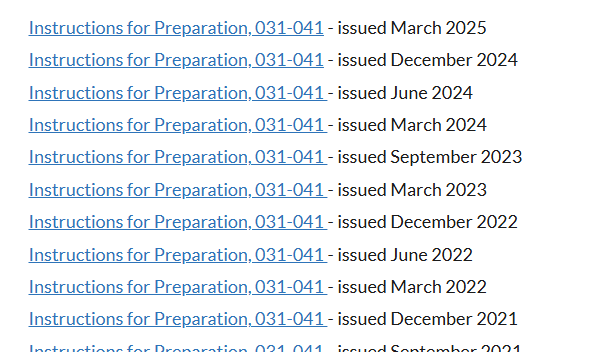 Instructions for Preparation, 031-041 - issued March 2025
Instructions for Preparation, 031-041 - issued December 2024
Instructions for Preparation, 031-041 - issued June 2024
Instructions for Preparation, 031-041 - issued March 2024
Instructions for Preparation, 031-041 - issued September 2023
Instructions for Preparation, 031-041 - issued March 2023
Instructions for Preparation, 031-041 - issued December 2022
Instructions for Preparation, 031-041 - issued June 2022
Instructions for Preparation, 031-041 - issued March 2022
Instructions for Preparation, 031-041 - issued December 2021
Instructions for Preparation, 031-041 - issued September 2021